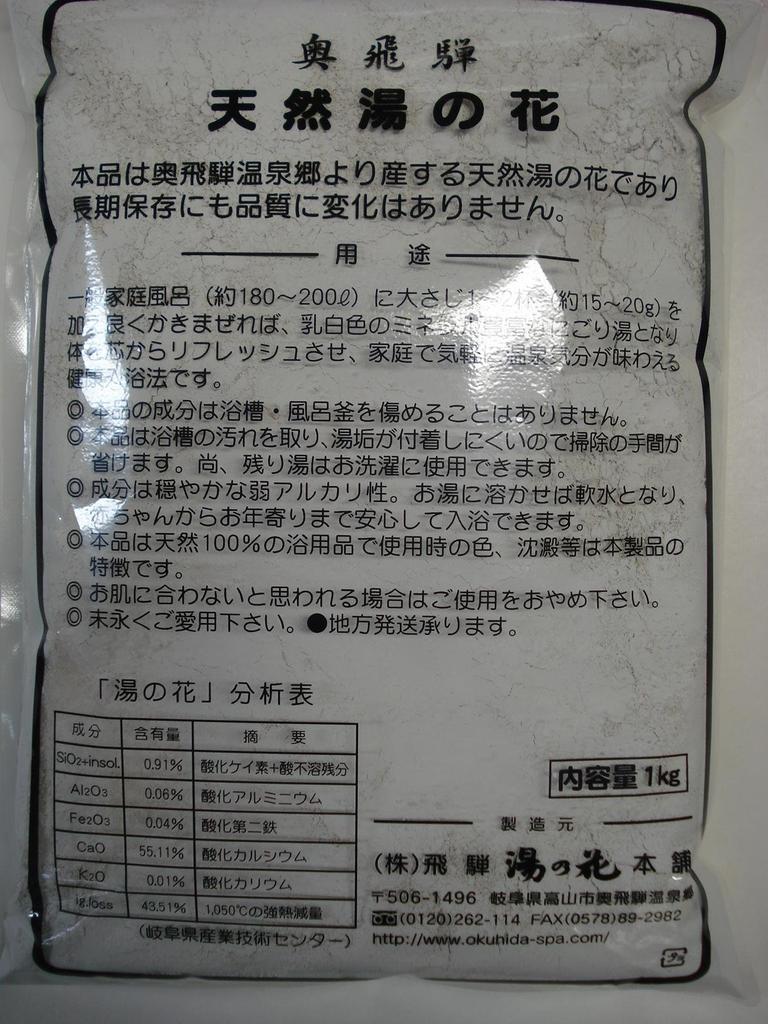 奥飛騨
天然湯の花
本品は奥飛騨温泉郷より産する天然湯の花であり
長期保存にも品質に変化はありません。
用 途
一般家庭風呂(約180～200ℓ)に大さじ1～2杯(約15～20g)を
加え良くかきまぜれば、乳白色のミネラル豊富なにごり湯となり
体の芯からリフレッシュさせ、家庭で気軽に温泉気分が味わえる
健康入浴法です。
◎ 本品の成分は浴槽・風呂釜を傷めることはありません。
◎ 本品は浴槽の汚れを取り、湯垢が付着しにくいので掃除の手間が
省けます。尚、残り湯はお洗濯に使用できます。
◎ 成分は穏やかな弱アルカリ性。お湯に溶かせば軟水となり、
赤ちゃんからお年寄りまで安心して入浴できます。
◎ 本品は天然100%の浴用品で使用時の色、沈澱等は本製品の
特徴です。
◎ お肌に合わないと思われる場合はご使用をおやめ下さい。
◎ 末永くご愛用下さい。●地方発送承ります。
「湯の花」分析表
成分 含有量 摘要
SiO2+insol. 0.91% 酸化ケイ素+酸不溶残分
Al2O3 0.06% 酸化アルミニウム
Fe2O3 0.04% 酸化第二鉄
CaO 55.11% 酸化カルシウム
K2O 0.01% 酸化カリウム
Ig.loss 43.51% 1,050℃の強熱減量
(岐阜県産業技術センター)
内容量1kg
製造元
(株)飛騨湯の花本舗
〒506-1496 岐阜県高山市奥飛騨温泉郷
(0120)262-114 FAX(0578)89-2982
http://www.okuhida-spa.com/
プラ